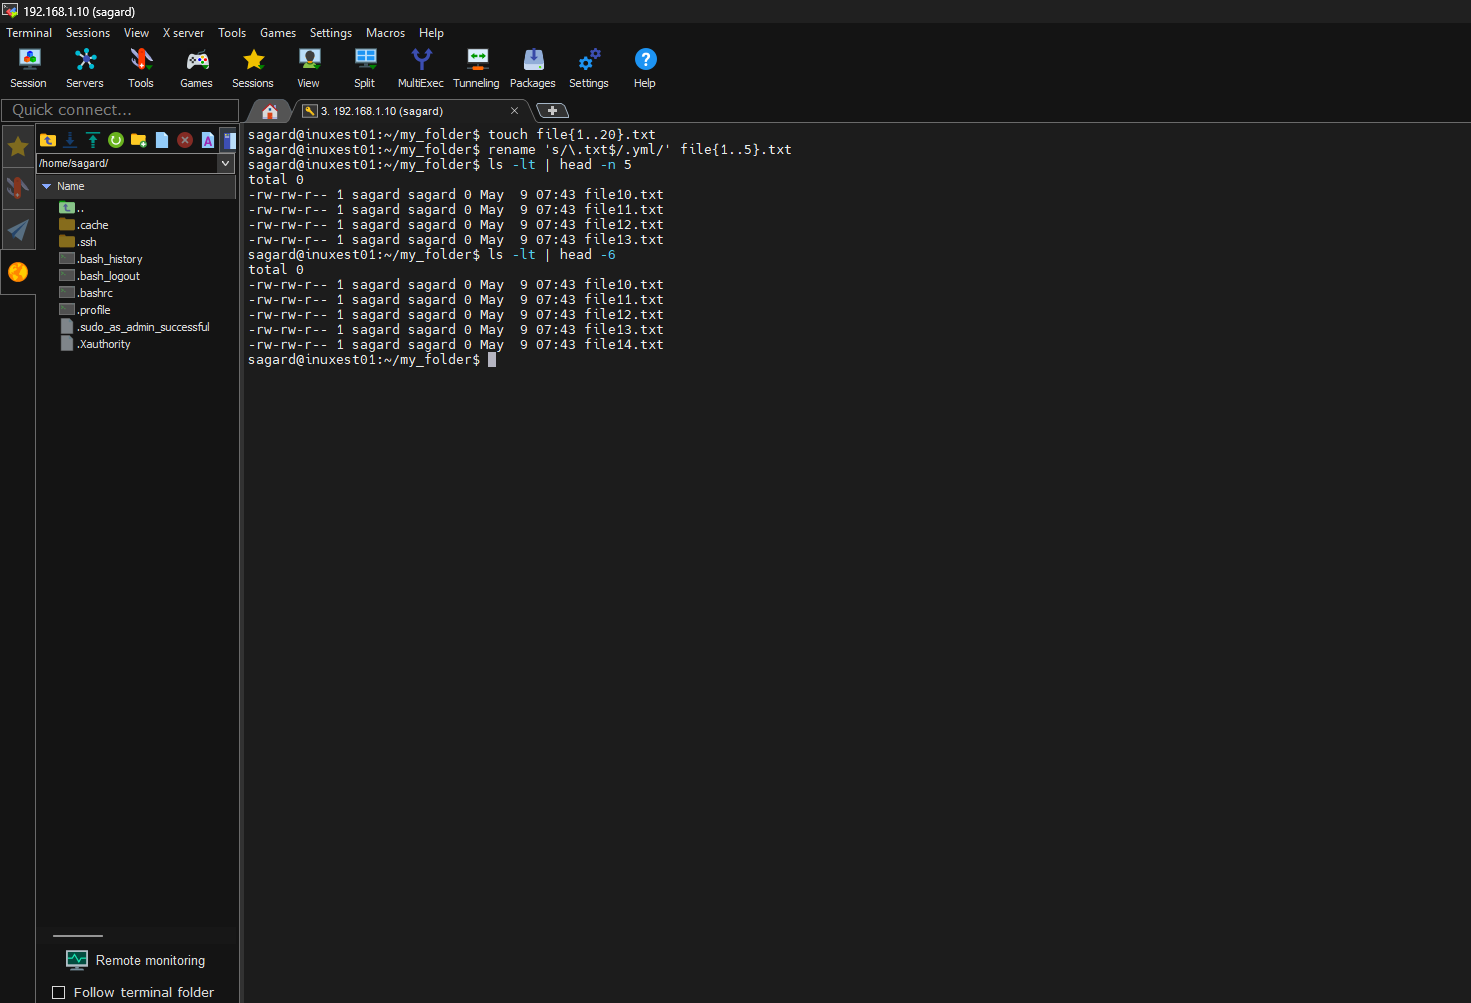 192.168.1.10 (sagard)
Terminal Sessions View X server Tools Games Settings Macros Help
Session Servers Tools Games Sessions View Split MultiExec Tunneling Packages Settings Help
Quick connect...
3. 192.168.1.10 (sagard)
/home/sagard/
Name
..
.cache
.ssh
.bash_history
.bash_logout
.bashrc
.profile
.sudo_as_admin_successful
.Xauthority
Remote monitoring
Follow terminal folder
sagard@inuxest01:~/my_folder$ touch file{1..20}.txt
sagard@inuxest01:~/my_folder$ rename 's/\.txt$/.yml/' file{1..5}.txt
sagard@inuxest01:~/my_folder$ ls -lt | head -n 5
total 0
-rw-rw-r-- 1 sagard sagard 0 May  9 07:43 file10.txt
-rw-rw-r-- 1 sagard sagard 0 May  9 07:43 file11.txt
-rw-rw-r-- 1 sagard sagard 0 May  9 07:43 file12.txt
-rw-rw-r-- 1 sagard sagard 0 May  9 07:43 file13.txt
sagard@inuxest01:~/my_folder$ ls -lt | head -6
total 0
-rw-rw-r-- 1 sagard sagard 0 May  9 07:43 file10.txt
-rw-rw-r-- 1 sagard sagard 0 May  9 07:43 file11.txt
-rw-rw-r-- 1 sagard sagard 0 May  9 07:43 file12.txt
-rw-rw-r-- 1 sagard sagard 0 May  9 07:43 file13.txt
-rw-rw-r-- 1 sagard sagard 0 May  9 07:43 file14.txt
sagard@inuxest01:~/my_folder$